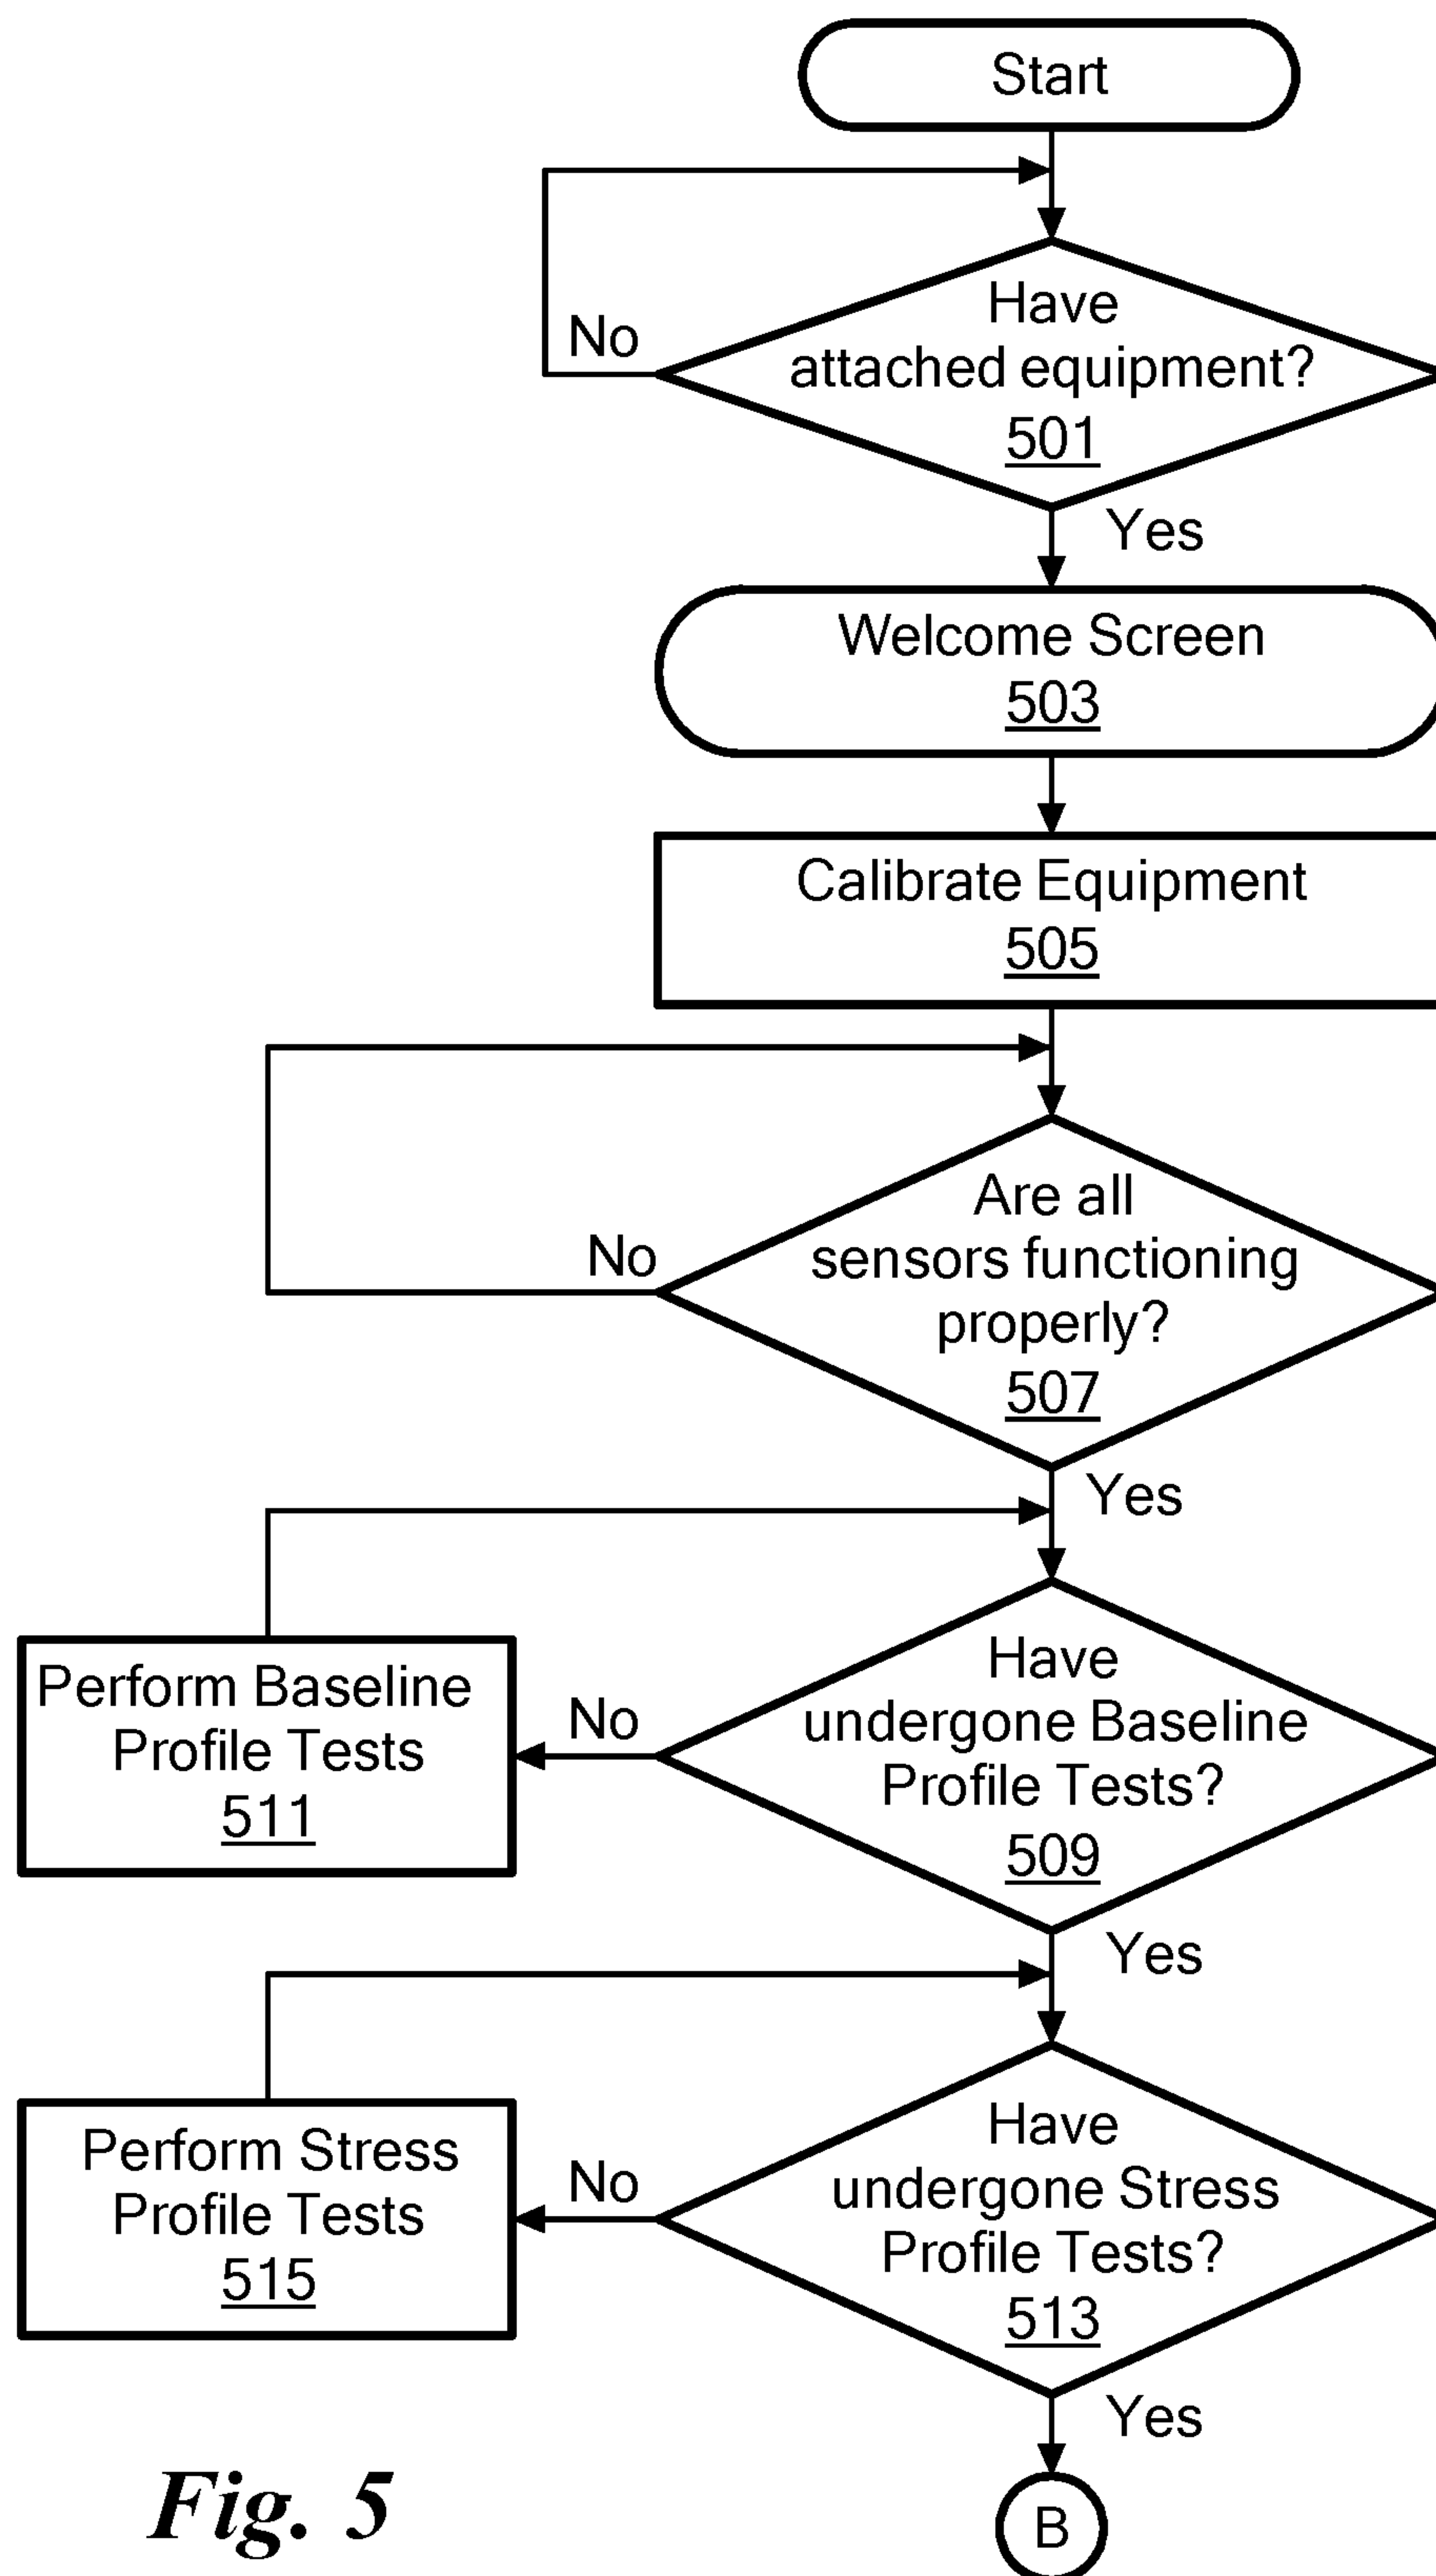 Start
No
Have
attached equipment?
501
Yes
Welcome Screen
503
Calibrate Equipment
505
Are all
sensors functioning
properly?
507
No
Yes
Have
undergone Baseline
Profile Tests?
509
No
Perform Baseline
Profile Tests
511
Yes
Have
undergone Stress
Profile Tests?
513
No
Perform Stress
Profile Tests
515
Yes
B
Fig. 5